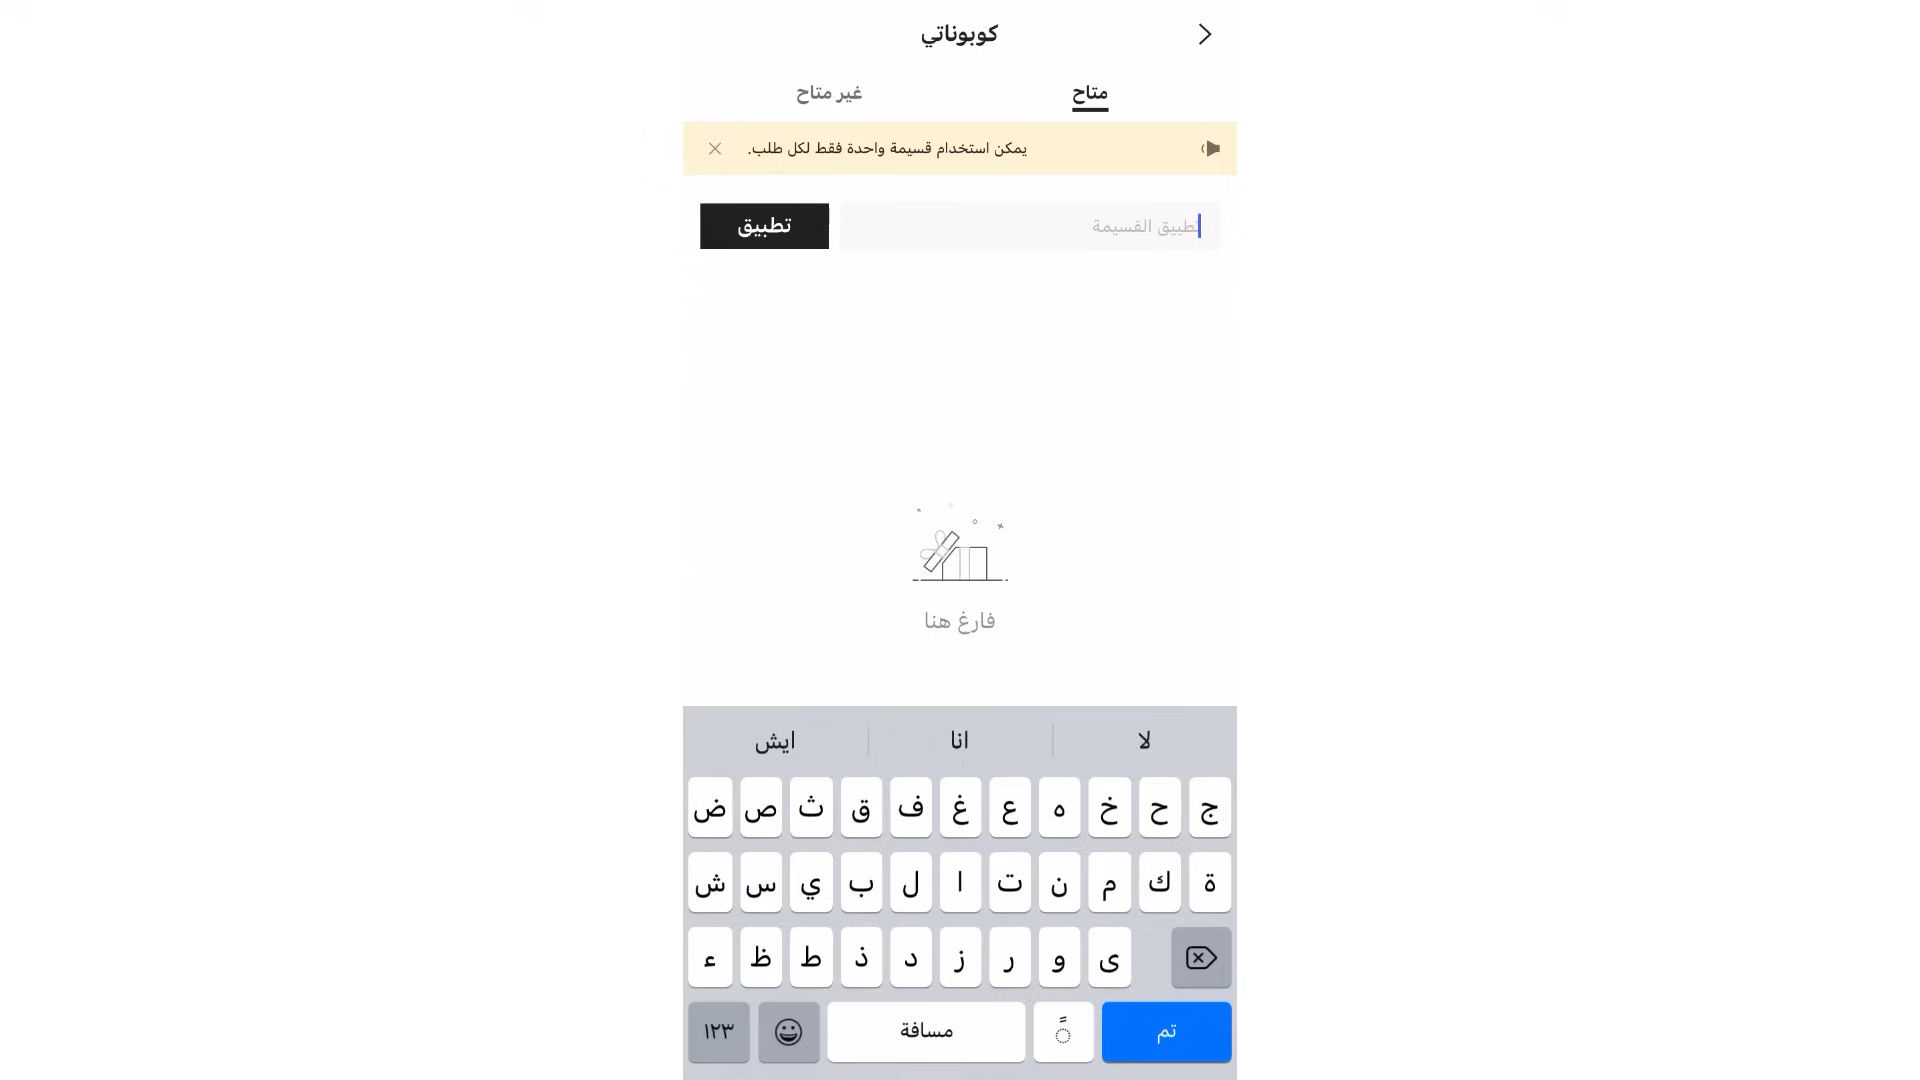 كوبوناتي
متاح
غير متاح
يمكن استخدام قسيمة واحدة فقط لكل طلب.
تطبيق القسيمة
تطبيق
فارغ هنا
لا
انا
ايش
ض ص ث ق ف غ ع ه خ ح ج
ش س ي ب ل ا ت ن م ك ة
ء ظ ط ذ د ز ر و ى
١٢٣
مسافة
تم